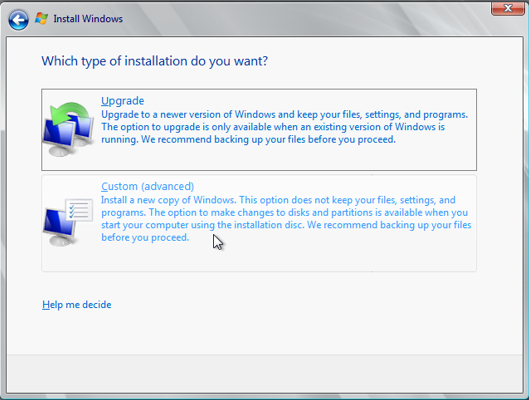 Install Windows
Which type of installation do you want?
Upgrade
Upgrade to a newer version of Windows and keep your files, settings, and programs.
The option to upgrade is only available when an existing version of Windows is
running. We recommend backing up your files before you proceed.
Custom (advanced)
Install a new copy of Windows. This option does not keep your files, settings, and
programs. The option to make changes to disks and partitions is available when you
start your computer using the installation disc. We recommend backing up your files
before you proceed.
Help me decide